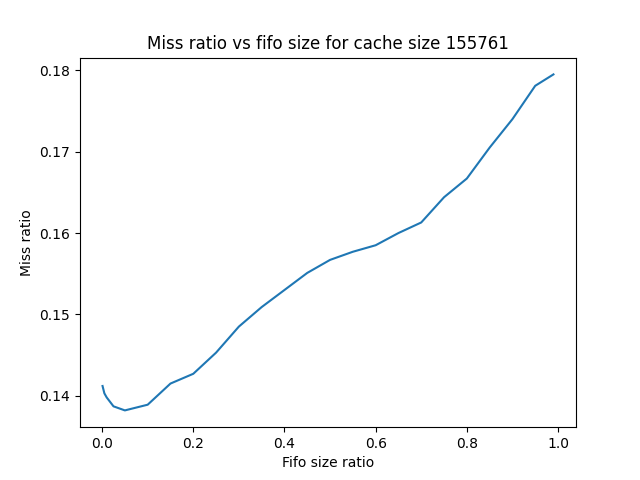 Miss ratio vs fifo size for cache size 155761
0.18
0.17
0.16
0.15
0.14
Miss ratio
0.0 0.2 0.4 0.6 0.8 1.0
Fifo size ratio